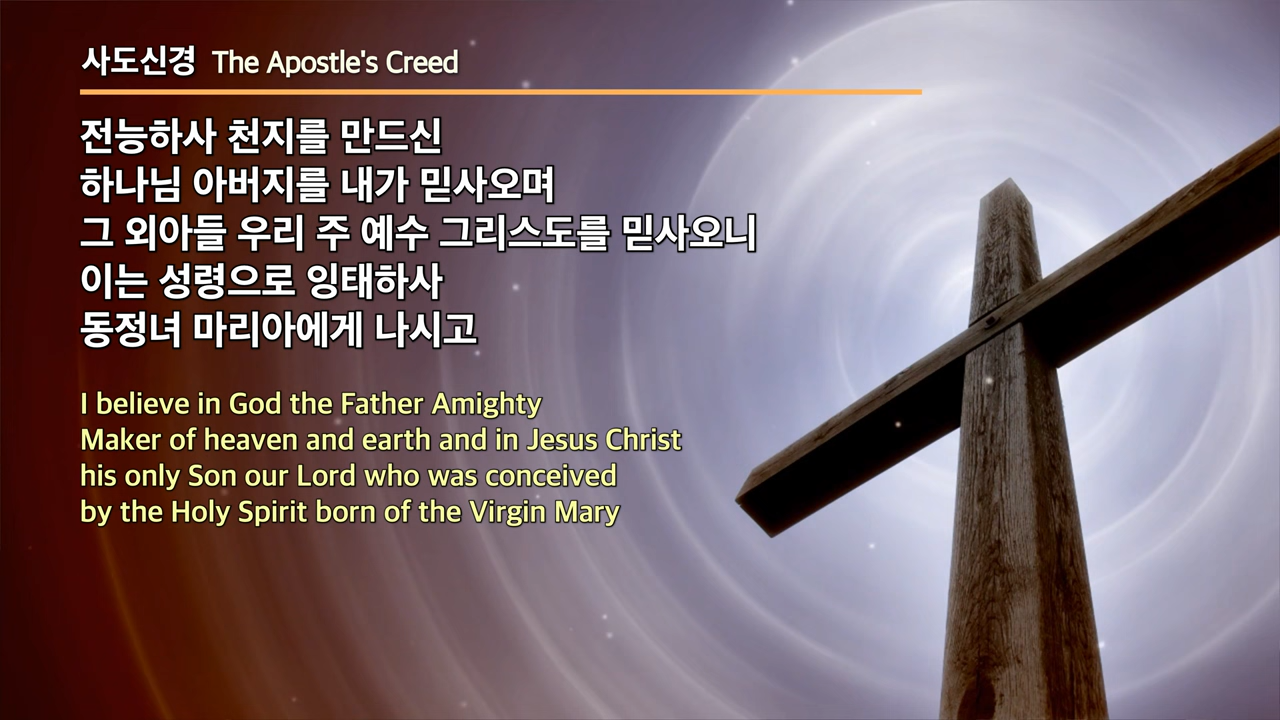 사도신경 The Apostle's Creed
전능하사 천지를 만드신
하나님 아버지를 내가 믿사오며
그 외아들 우리 주 예수 그리스도를 믿사오니
이는 성령으로 잉태하사
동정녀 마리아에게 나시고
I believe in God the Father Amighty
Maker of heaven and earth and in Jesus Christ
his only Son our Lord who was conceived
by the Holy Spirit born of the Virgin Mary